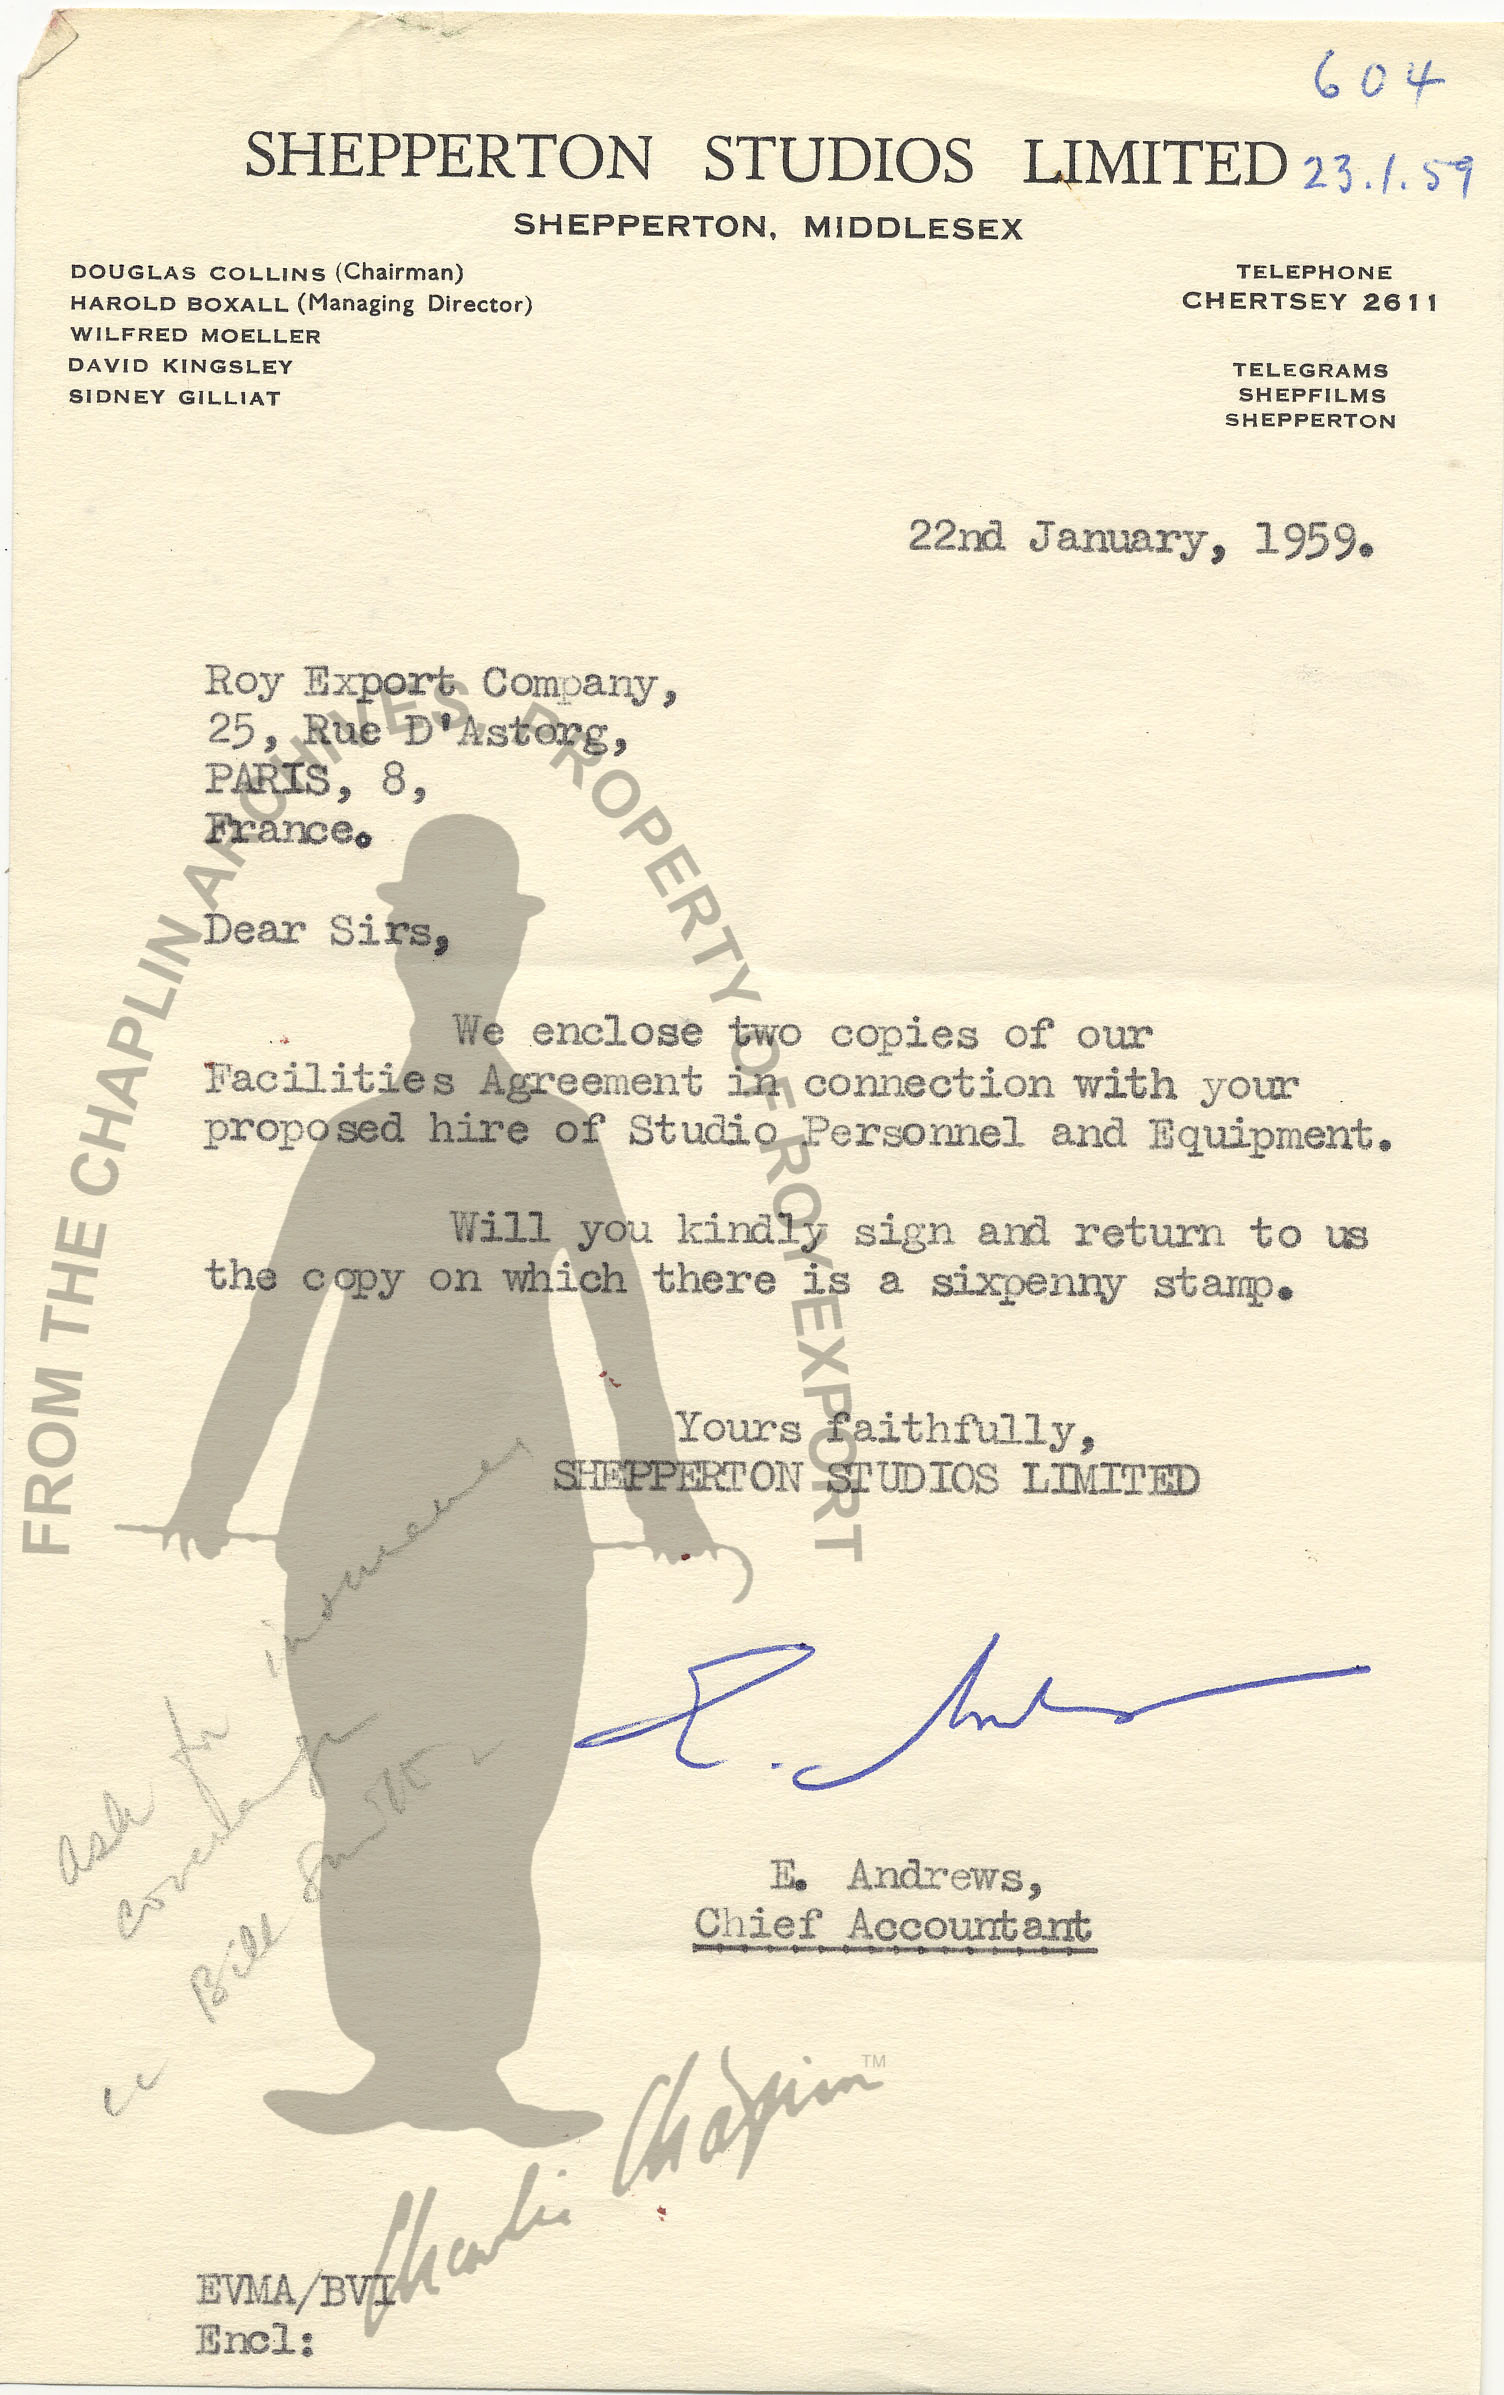 604
SHEPPERTON STUDIOS LIMITED
23.1.59
SHEPPERTON, MIDDLESEX
DOUGLAS COLLINS (Chairman)
HAROLD BOXALL (Managing Director)
WILFRED MOELLER
DAVID KINGSLEY
SIDNEY GILLIAT
TELEPHONE
CHERTSEY 2611
TELEGRAMS
SHEPFILMS
SHEPPERTON
22nd January, 1959.
Roy Export Company,
25, Rue D'Astorg,
PARIS, 8,
France.
Dear Sirs,
We enclose two copies of our
Facilities Agreement in connection with your
proposed hire of Studio Personnel and Equipment.
Will you kindly sign and return to us
the copy on which there is a sixpenny stamp.
Yours faithfully,
SHEPPERTON STUDIOS LIMITED
E. Andrews
E. Andrews,
Chief Accountant
ask for insurance
coverage
cc Bill
EVMA/BVI
Encl:
FROM THE CHAPLIN ARCHIVES, PROPERTY OF ROY EXPORT
Charlie Chaplin TM